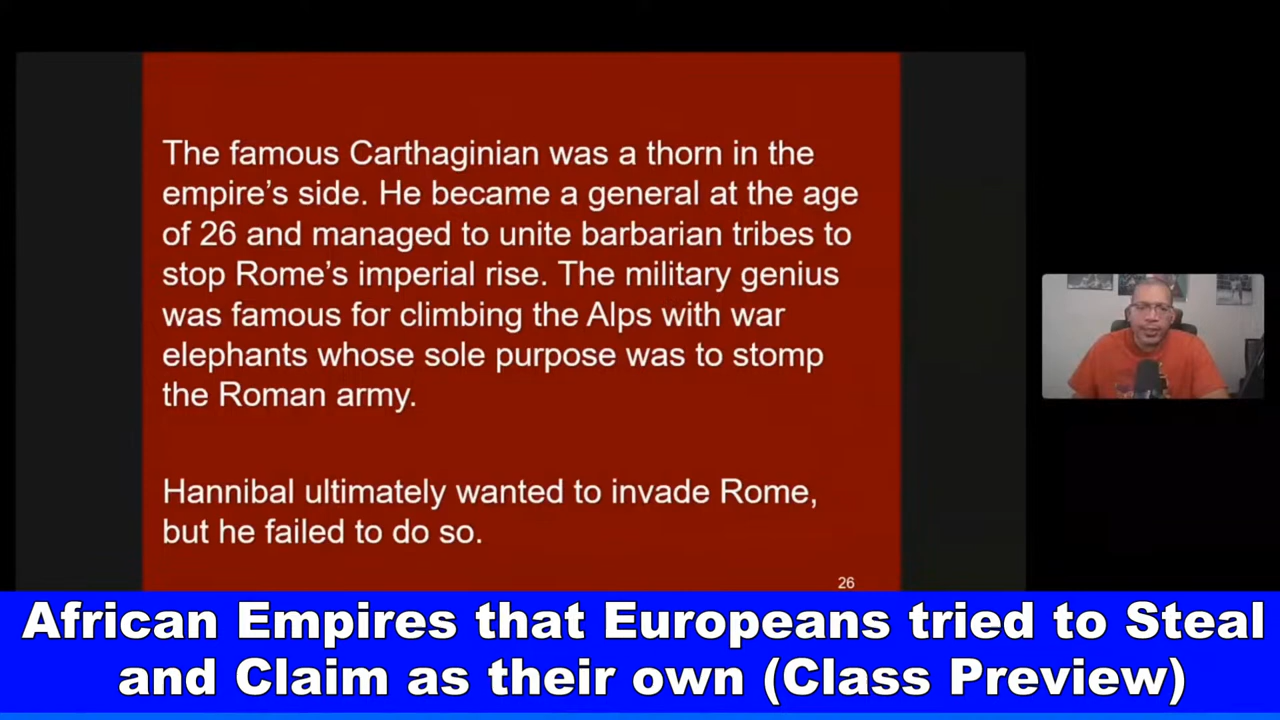 The famous Carthaginian was a thorn in the
empire's side. He became a general at the age
of 26 and managed to unite barbarian tribes to
stop Rome's imperial rise. The military genius
was famous for climbing the Alps with war
elephants whose sole purpose was to stomp
the Roman army.
Hannibal ultimately wanted to invade Rome,
but he failed to do so.
26
African Empires that Europeans tried to Steal
and Claim as their own (Class Preview)